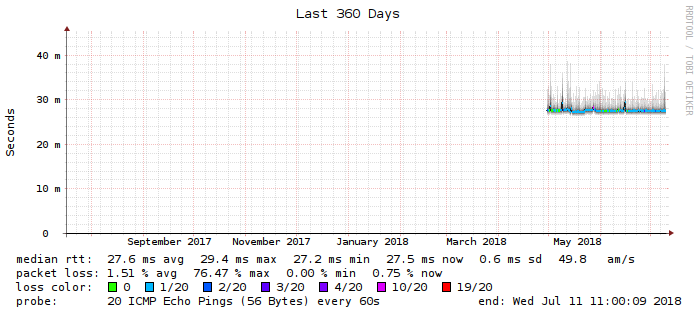 Last 360 Days
RRDTOOL / TOBI OETIKER
Seconds
40 m
30 m
20 m
10 m
0
September 2017 November 2017 January 2018 March 2018 May 2018
median rtt: 27.6 ms avg 29.4 ms max 27.2 ms min 27.5 ms now 0.6 ms sd 49.8 am/s
packet loss: 1.51 % avg 76.47 % max 0.00 % min 0.75 % now
loss color: 0 1/20 2/20 3/20 4/20 10/20 19/20
probe: 20 ICMP Echo Pings (56 Bytes) every 60s end: Wed Jul 11 11:00:09 2018